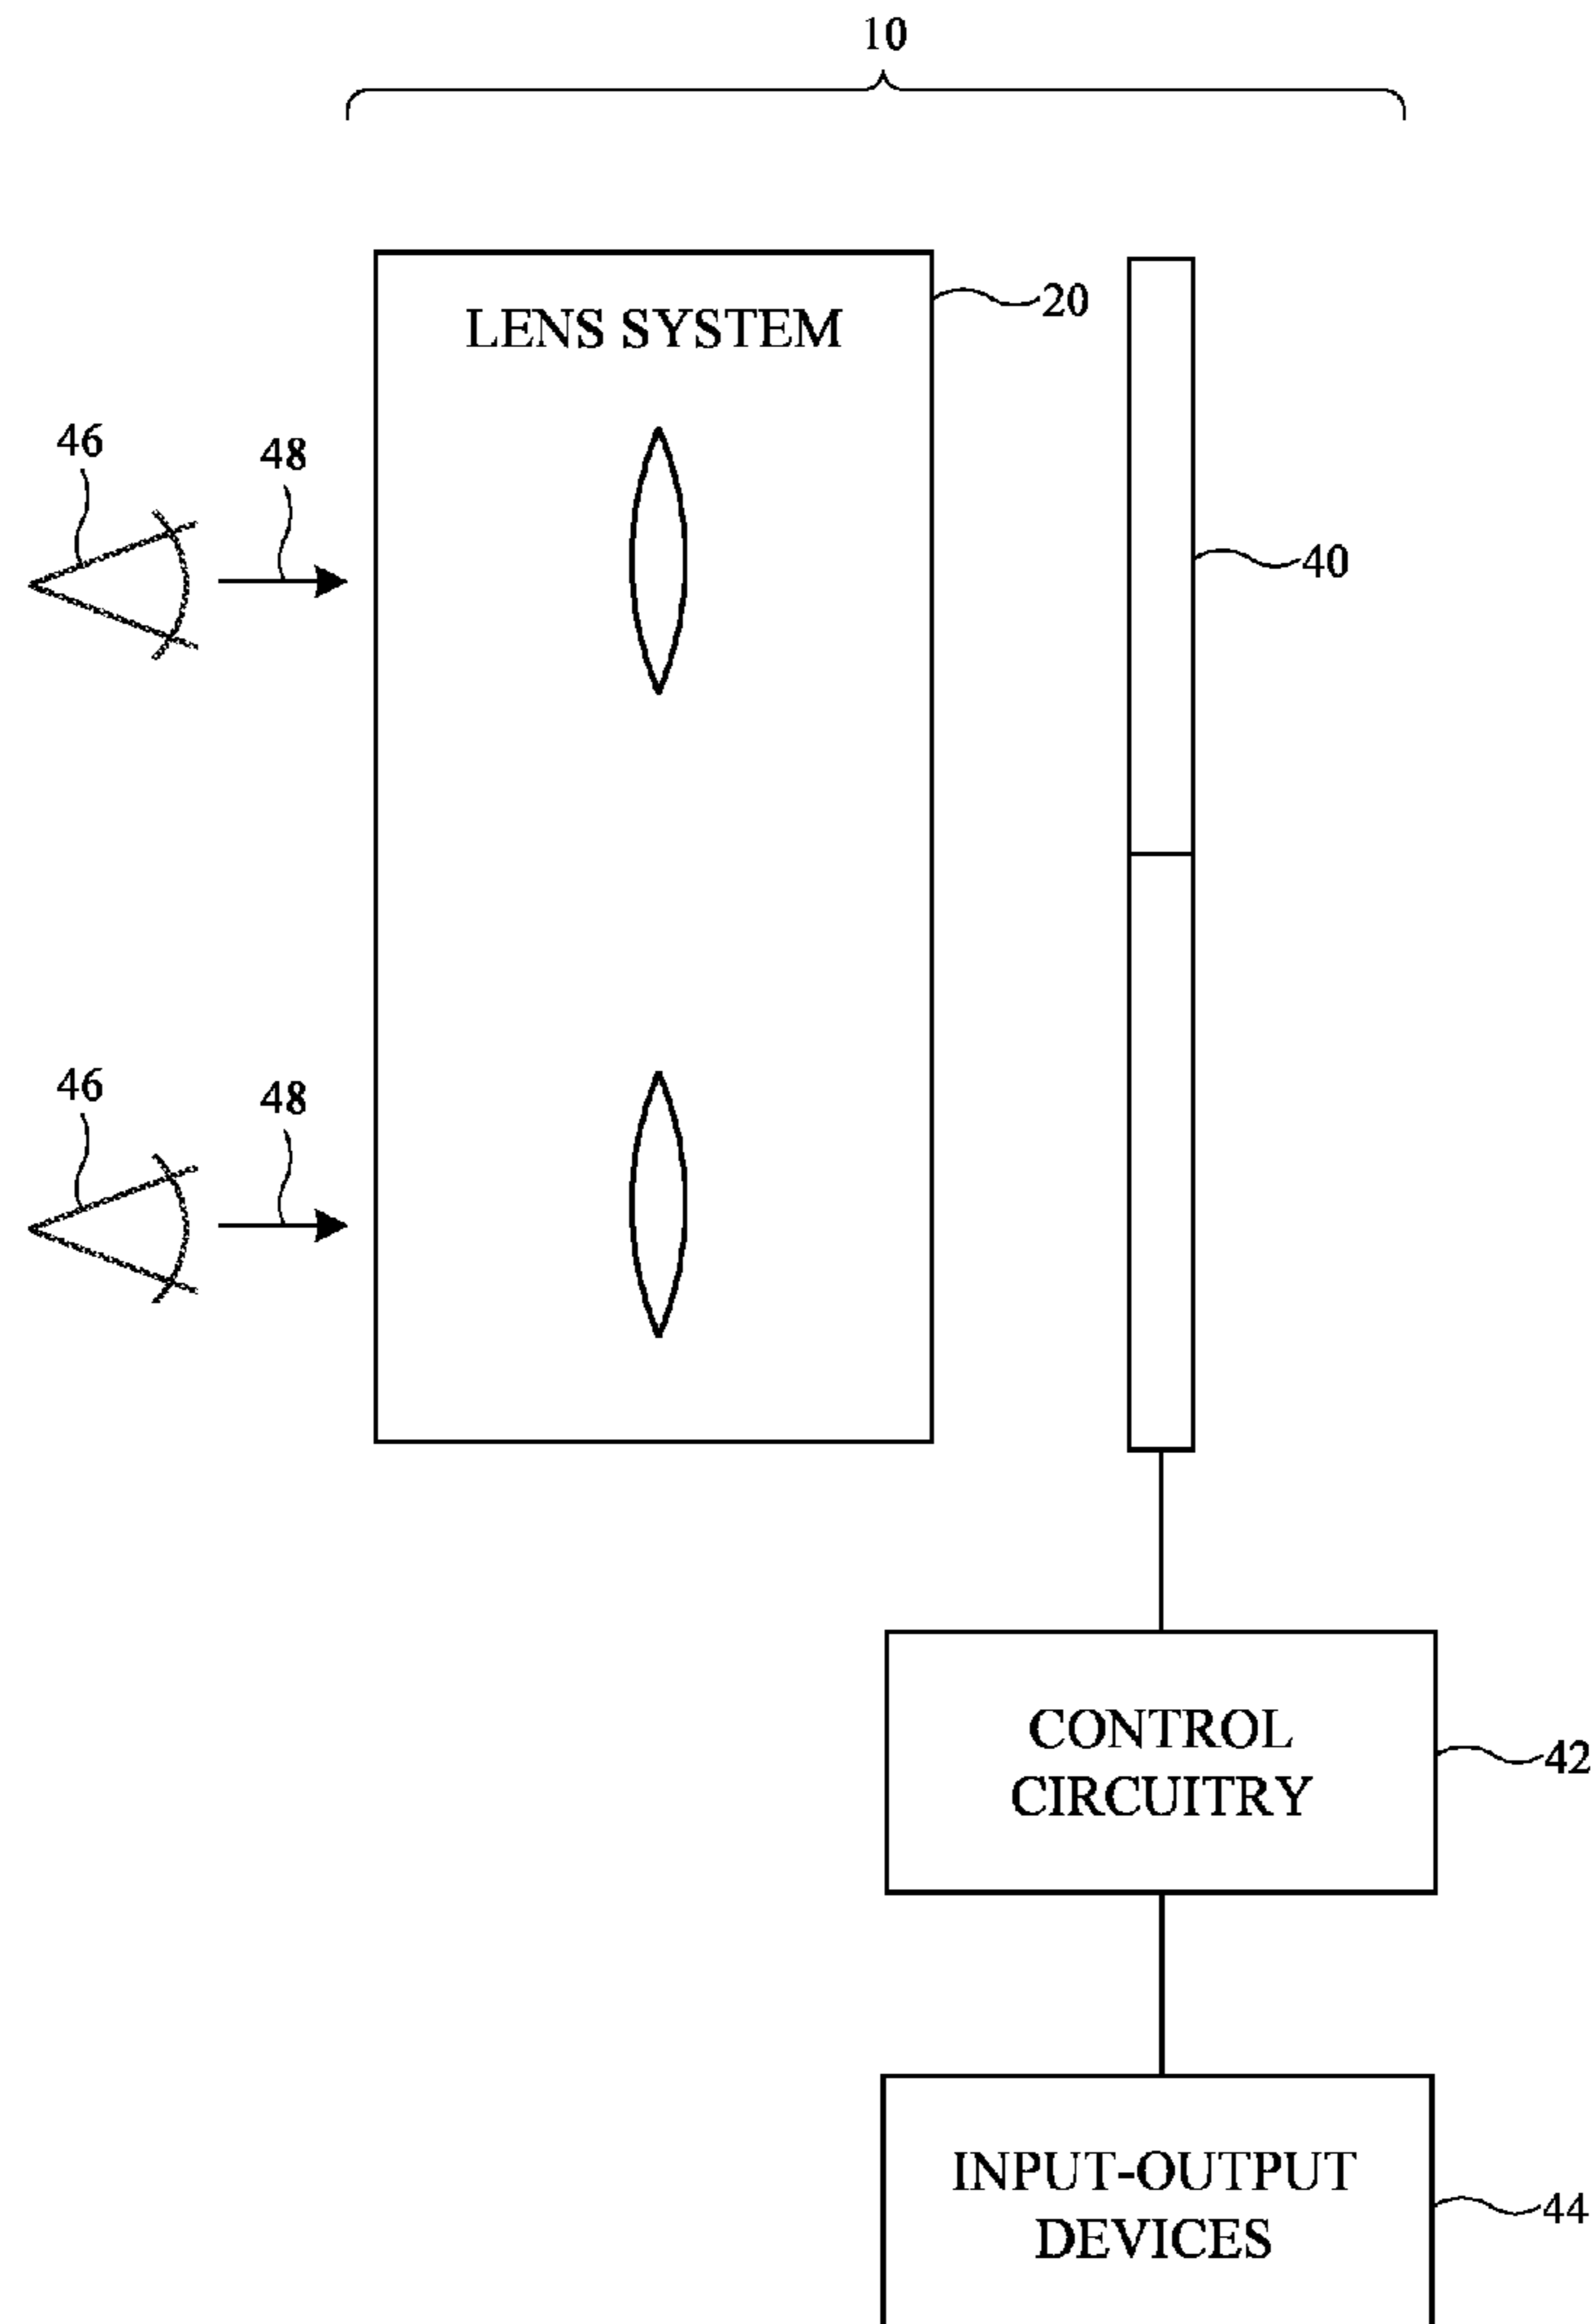 10
LENS SYSTEM
20
46
48
40
46
48
CONTROL
CIRCUITRY
42
INPUT-OUTPUT
DEVICES
44